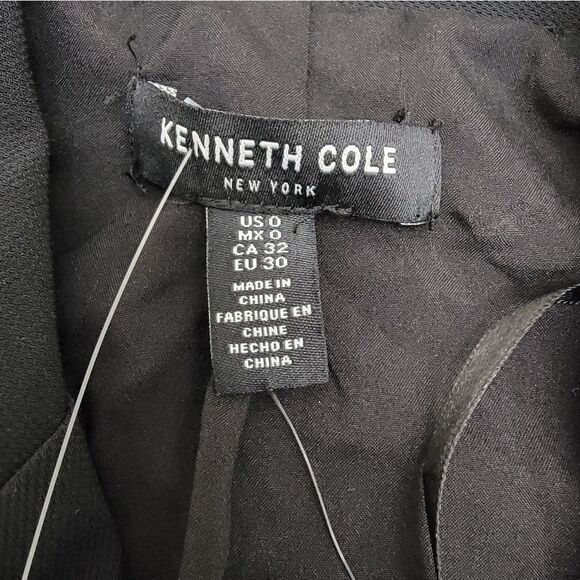 KENNETH COLE
NEW YORK
US 0
MX 0
CA 32
EU 30
MADE IN
CHINA
FABRIQUE EN
CHINE
HECHO EN
CHINA